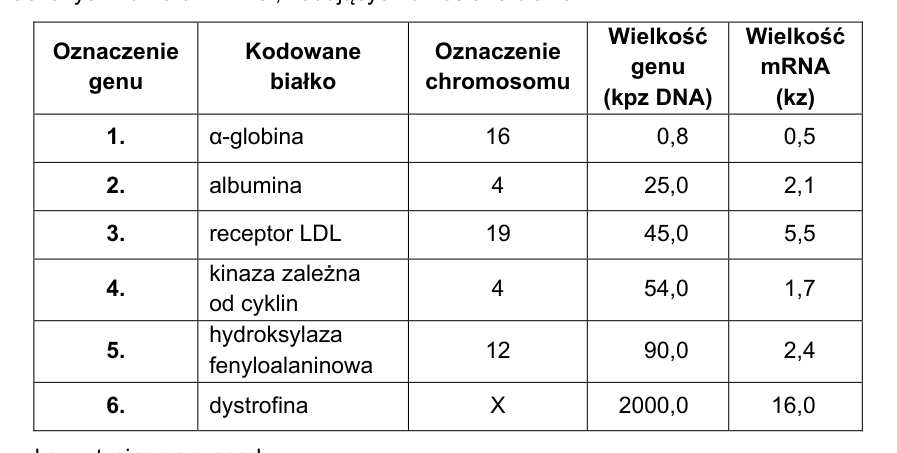 Oznaczenie genu Kodowane białko Oznaczenie chromosomu Wielkość genu (kpz DNA) Wielkość mRNA (kz)
1. α-globina 16 0,8 0,5
2. albumina 4 25,0 2,1
3. receptor LDL 19 45,0 5,5
4. kinaza zależna od cyklin 4 54,0 1,7
5. hydroksylaza fenyloalaninowa 12 90,0 2,4
6. dystrofina X 2000,0 16,0